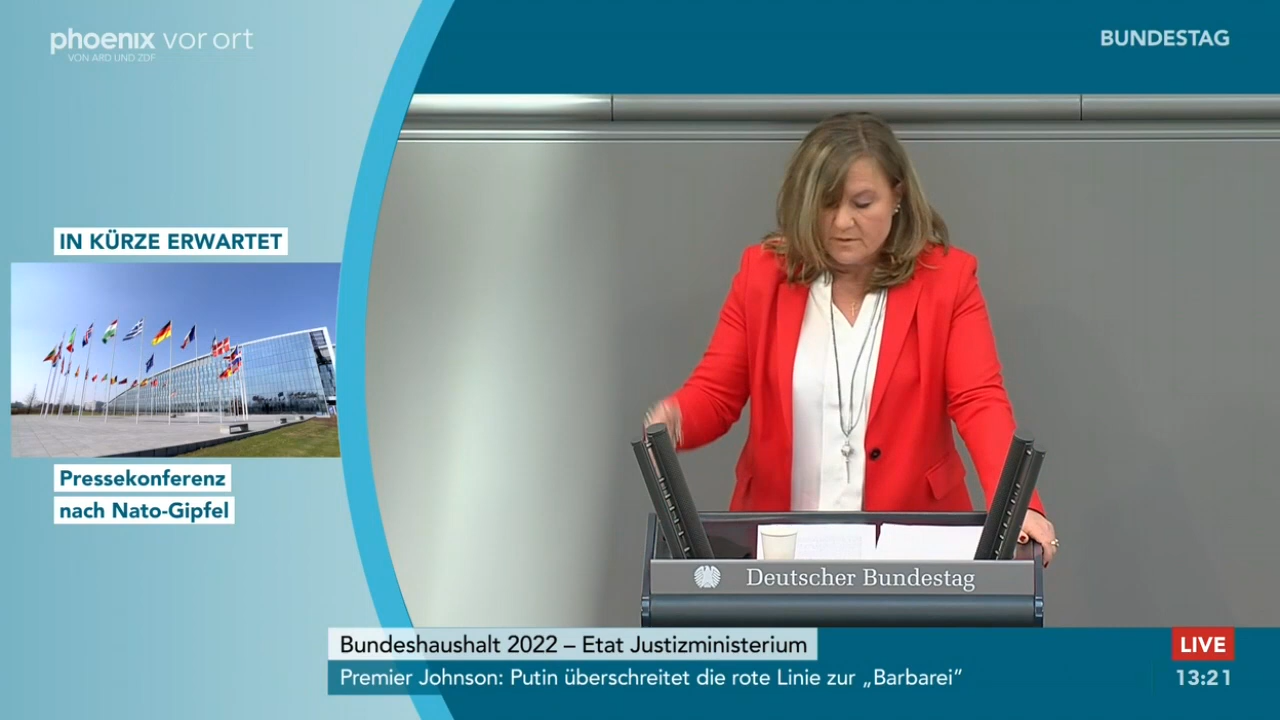 phoenix vor ort
VON ARD UND ZDF
BUNDESTAG
IN KÜRZE ERWARTET
Pressekonferenz
nach Nato-Gipfel
Deutscher Bundestag
Bundeshaushalt 2022 – Etat Justizministerium
Premier Johnson: Putin überschreitet die rote Linie zur „Barbarei“
LIVE
13:21